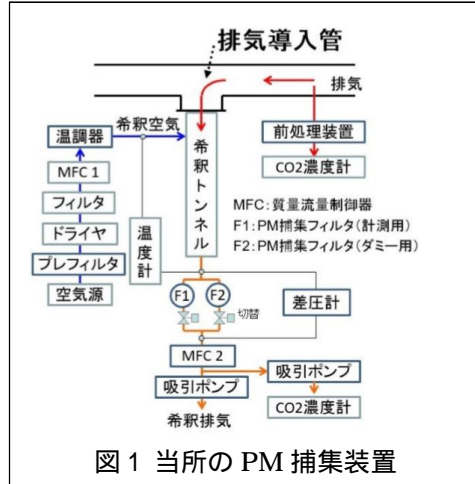 排気導入管
排気
希釈空気
温調器
MFC 1
フィルタ
ドライヤ
プレフィルタ
空気源
温度計
希釈トンネル
前処理装置
CO2濃度計
MFC:質量流量制御器
F1:PM捕集フィルタ(計測用)
F2:PM捕集フィルタ(ダミー用)
F1
F2
切替
差圧計
MFC 2
吸引ポンプ
希釈排気
吸引ポンプ
CO2濃度計
図 1 当所の PM 捕集装置